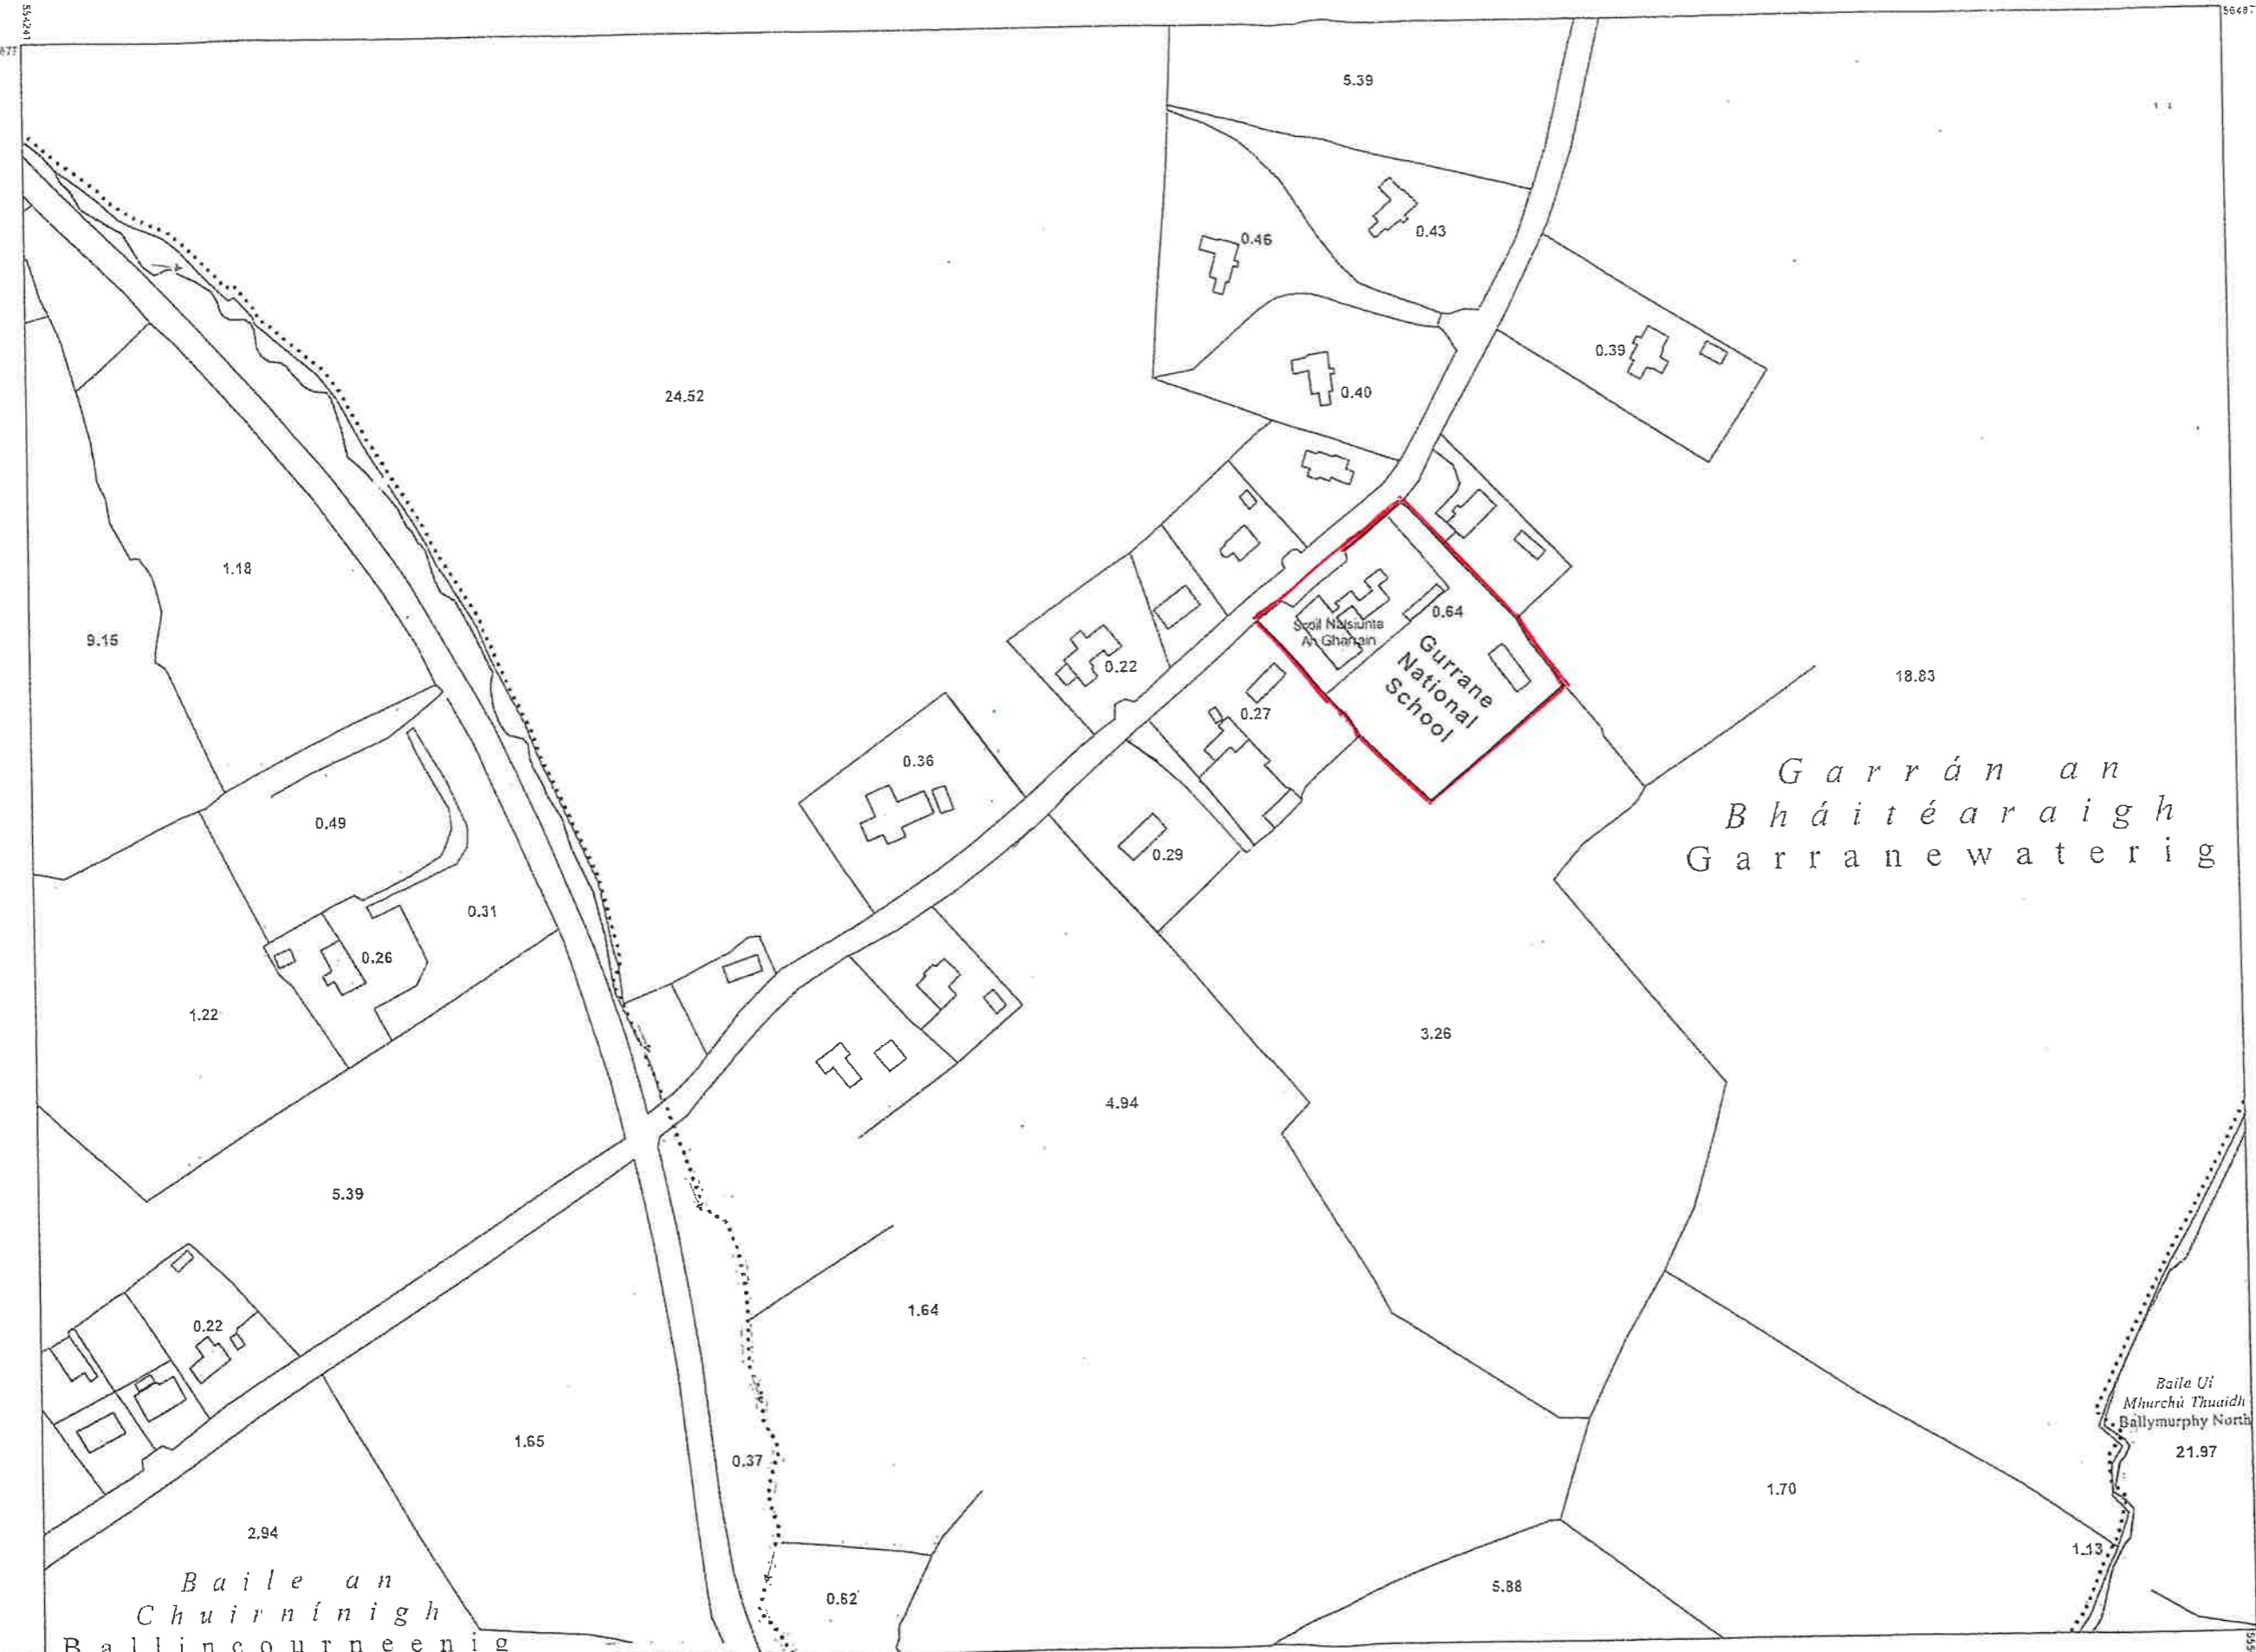 5.39
0.43
0.46
0.39
0.40
24.52
1.18
9.15
0.64
Scoil Náisiúnta
An Gharráin
Gurrane
National
School
0.22
18.83
0.27
0.36
Garrán an
Bháitéaraigh
Garranewaterig
0.49
0.29
0.31
0.26
1.22
3.26
4.94
5.39
1.64
0.22
Baile Uí
Mhurchú Thuaidh
Ballymurphy North
21.97
1.65
0.37
1.70
2.94
1.13
Baile an
Chuirnínigh
Ballincourneenig
5.88
0.62